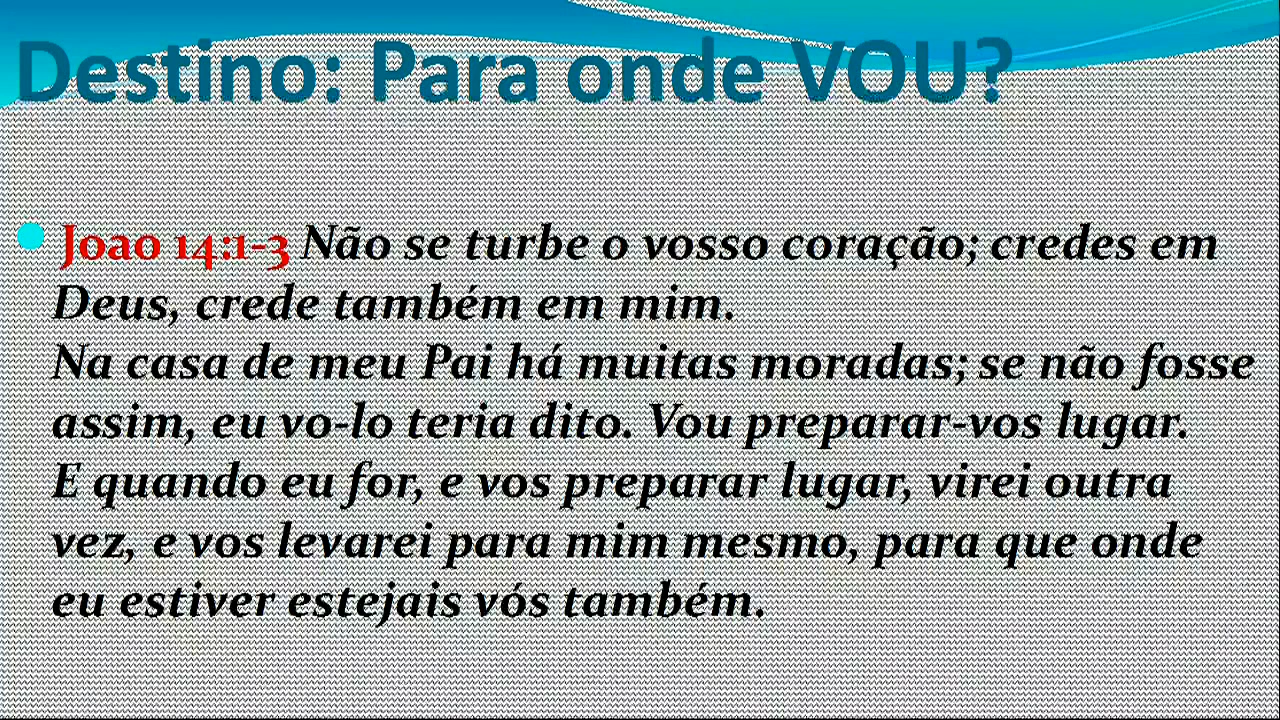 Destino: Para onde VOU?
Joao 14:1-3 Não se turbe o vosso coração; credes em
Deus, crede também em mim.
Na casa de meu Pai há muitas moradas; se não fosse
assim, eu vo-lo teria dito. Vou preparar-vos lugar.
E quando eu for, e vos preparar lugar, virei outra
vez, e vos levarei para mim mesmo, para que onde
eu estiver estejais vós também.